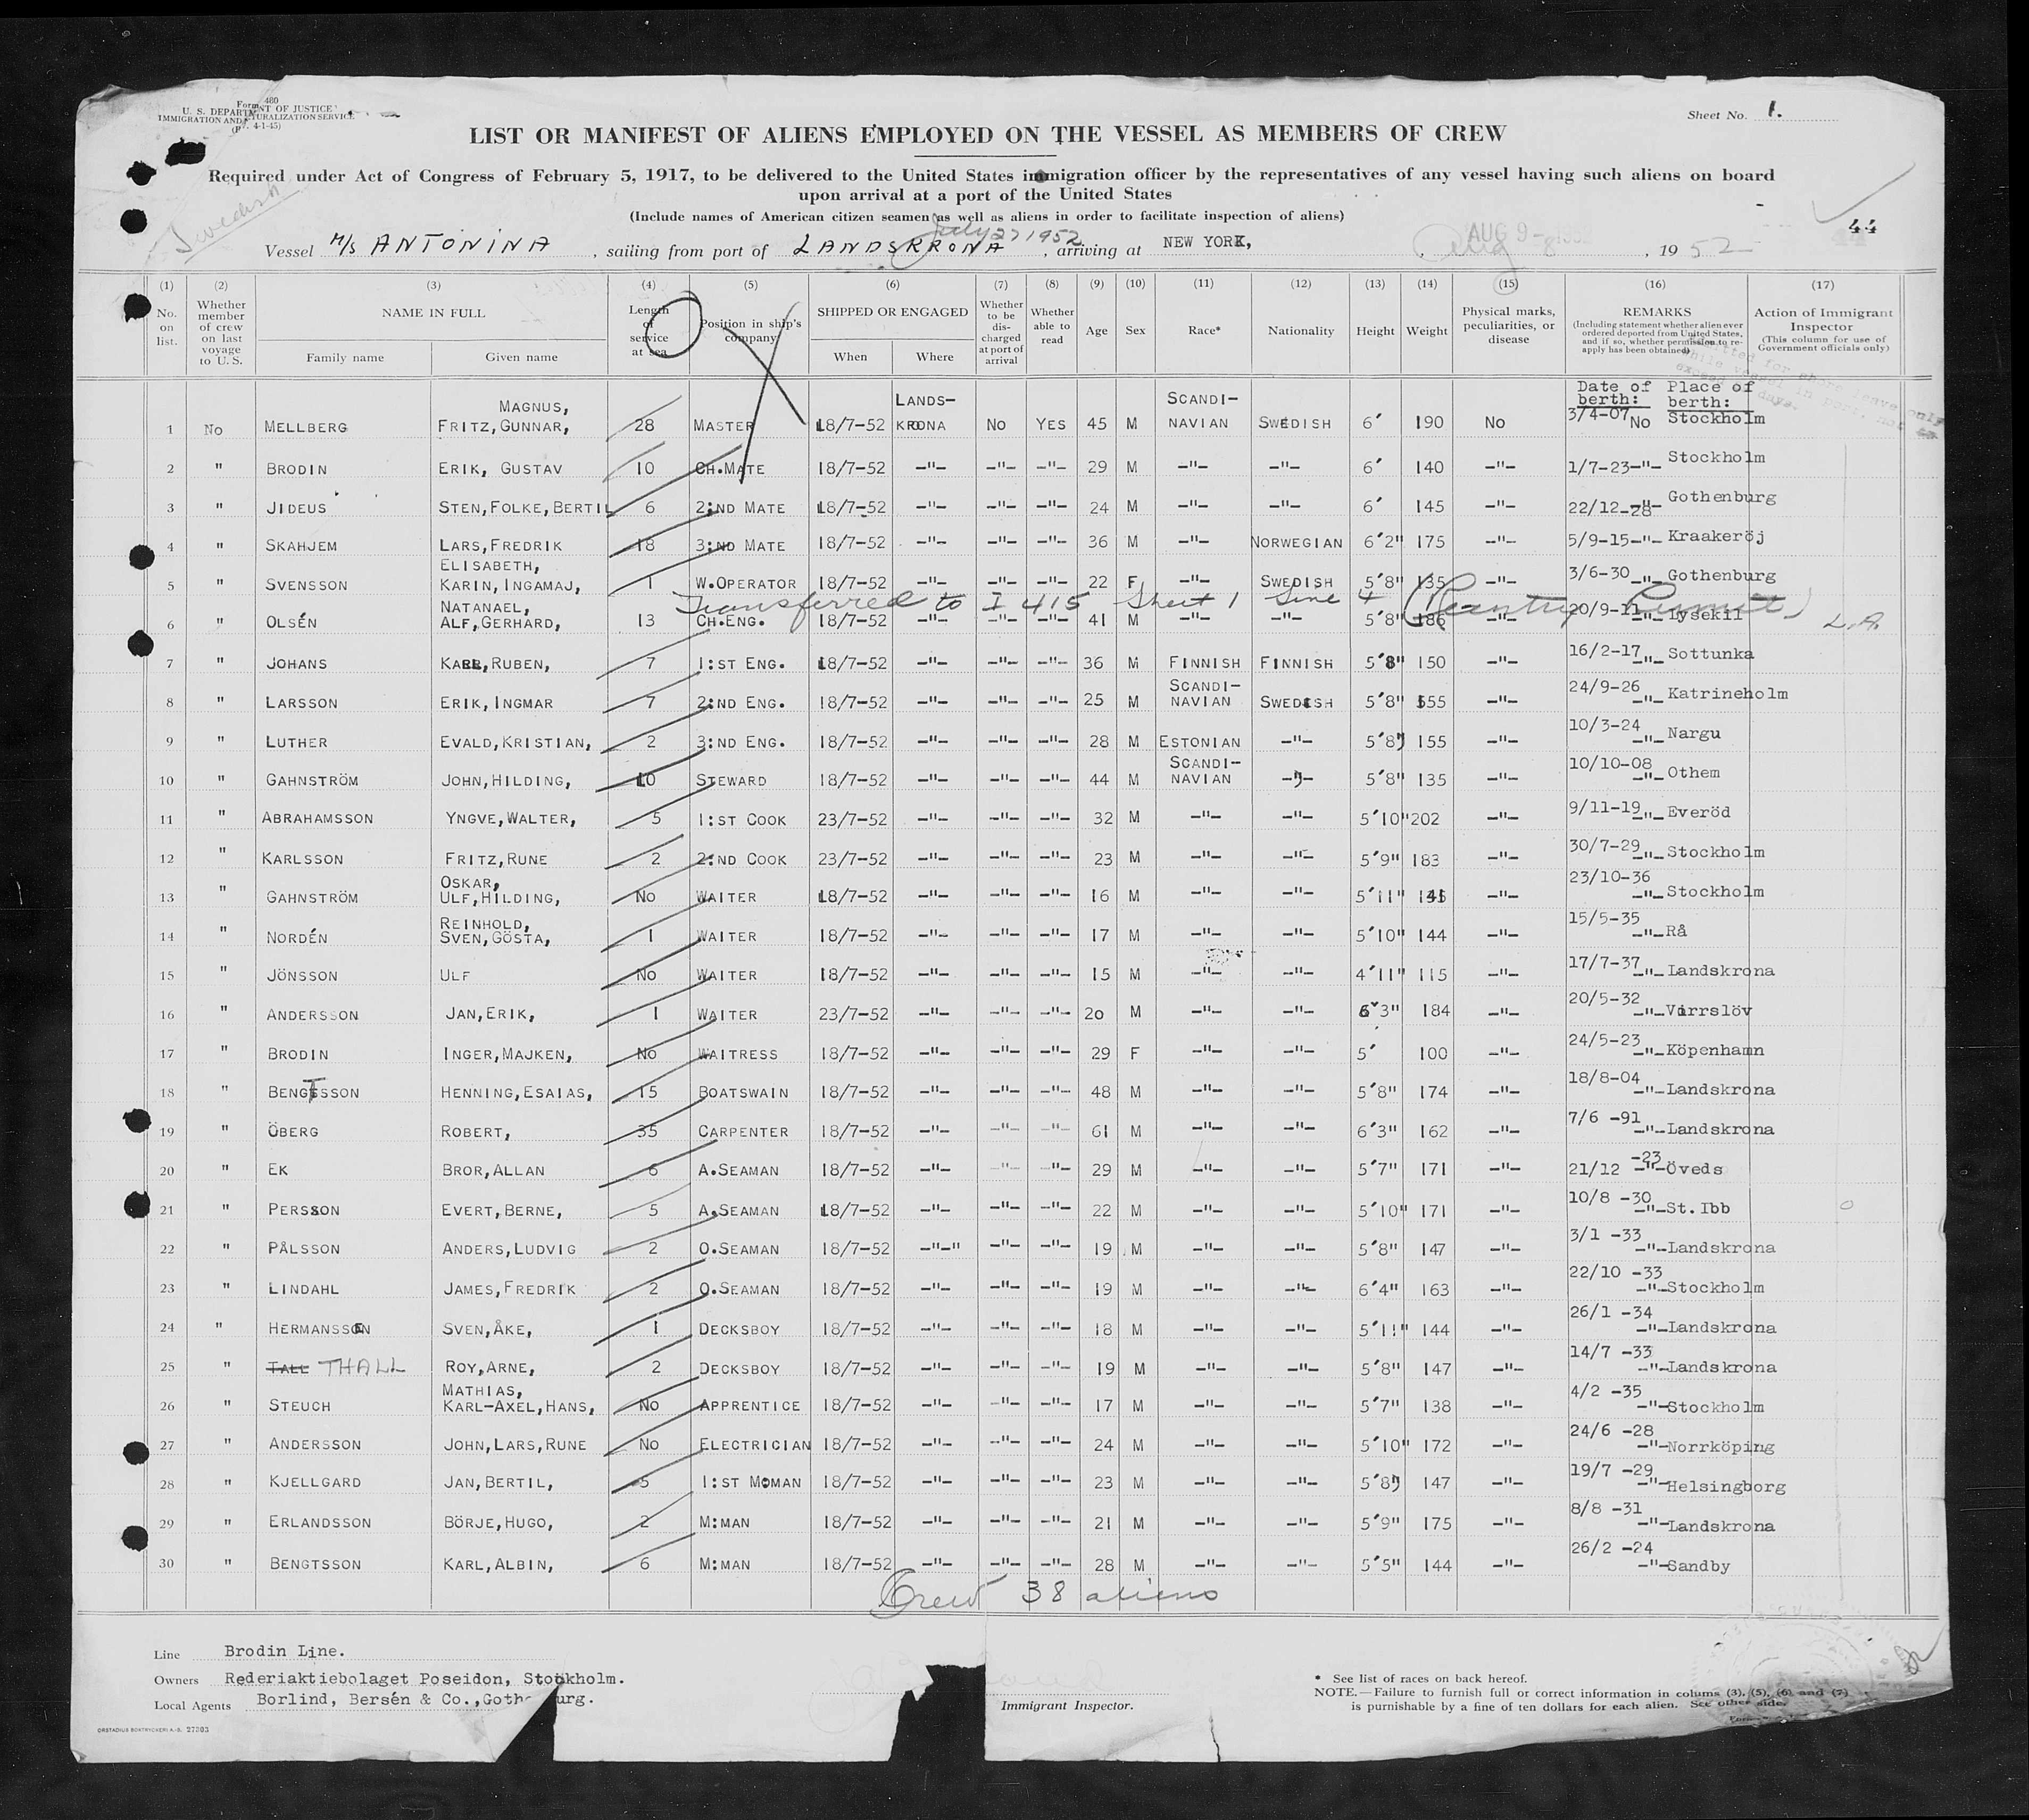 Form 480
U. S. DEPARTMENT OF JUSTICE
IMMIGRATION AND NATURALIZATION SERVICE
4-1-45)
Sheet No. 1.
LIST OR MANIFEST OF ALIENS EMPLOYED ON THE VESSEL AS MEMBERS OF CREW
Required under Act of Congress of February 5, 1917, to be delivered to the United States immigration officer by the representatives of any vessel having such aliens on board
upon arrival at a port of the United States
(Include names of American citizen seamen as well as aliens in order to facilitate inspection of aliens)
Swedish
44
July 27 1952
AUG 9-
Vessel M/S ANTONINA, sailing from port of LANDSKRONA, arriving at NEW YORK, Aug 8, 1952
(1) (2) (3) (4) (5) (6) (7) (8) (9) (10) (11) (12) (13) (14) (15) (16) (17)
No. on list. Whether member of crew on last voyage to U. S. NAME IN FULL Family name Given name Length of service at sea Position in ship's company SHIPPED OR ENGAGED When Where Whether to be discharged at port of arrival Whether able to read Age Sex Race* Nationality Height Weight Physical marks, peculiarities, or disease REMARKS (Including statement whether alien ever ordered deported from United States, and if so, whether permission to re-apply has been obtained) Action of Immigrant Inspector (This column for use of Government officials only)
Date of berth: Place of berth:
1 No MELLBERG MAGNUS, FRITZ,GUNNAR, 28 MASTER 18/7-52 LANDS-KRONA No YES 45 M SCANDI-NAVIAN SWEDISH 6' 190 No 3/4-07 No Stockholm
2 " BRODIN ERIK, GUSTAV 10 CH.MATE 18/7-52 -"- -"- -"- 29 M -"- -"- 6' 140 -"- 1/7-23 -"- Stockholm
3 " JIDEUS STEN,FOLKE,BERTIL 6 2:ND MATE 18/7-52 -"- -"- -"- 24 M -"- -"- 6' 145 -"- 22/12-28 -"- Gothenburg
4 " SKAHJEM LARS,FREDRIK 18 3:ND MATE 18/7-52 -"- -"- -"- 36 M -"- NORWEGIAN 6'2" 175 -"- 5/9-15 -"- Kraakeröj
5 " SVENSSON ELISABETH, KARIN,INGAMAJ, 1 W.OPERATOR 18/7-52 -"- -"- -"- 22 F -"- SWEDISH 5'8" 135 -"- 3/6-30 -"- Gothenburg
Transferred to I 415 Sheet 1 Line 4 (Reentry Permit) L.A.
6 " OLSÉN NATANAEL, ALF,GERHARD, 13 CH.ENG. 18/7-52 -"- -"- -"- 41 M -"- -"- 5'8" 186 -"- 20/9-11 -"- Lysekil
7 " JOHANS KARL,RUBEN, 7 1:ST ENG. 18/7-52 -"- -"- -"- 36 M FINNISH FINNISH 5'8" 150 -"- 16/2-17 -"- Sottunka
8 " LARSSON ERIK,INGMAR 7 2:ND ENG. 18/7-52 -"- -"- -"- 25 M SCANDI-NAVIAN SWEDISH 5'8" 155 -"- 24/9-26 -"- Katrineholm
9 " LUTHER EVALD,KRISTIAN, 2 3:ND ENG. 18/7-52 -"- -"- -"- 28 M ESTONIAN -"- 5'8" 155 -"- 10/3-24 -"- Nargu
10 " GAHNSTRÖM JOHN,HILDING, 10 STEWARD 18/7-52 -"- -"- -"- 44 M SCANDI-NAVIAN -"- 5'8" 135 -"- 10/10-08 -"- Othem
11 " ABRAHAMSSON YNGVE,WALTER, 5 1:ST COOK 23/7-52 -"- -"- -"- 32 M -"- -"- 5'10" 202 -"- 9/11-19 -"- Everöd
12 " KARLSSON FRITZ,RUNE 2 2:ND COOK 23/7-52 -"- -"- -"- 23 M -"- -"- 5'9" 183 -"- 30/7-29 -"- Stockholm
13 " GAHNSTRÖM OSKAR, ULF,HILDING, No WAITER 18/7-52 -"- -"- -"- 16 M -"- -"- 5'11" -"- 23/10-36 -"- Stockholm
14 " NORDÉN REINHOLD, SVEN,GÖSTA, 1 WAITER 18/7-52 -"- -"- -"- 17 M -"- -"- 5'10" 144 -"- 15/5-35 -"- Rå
15 " JÖNSSON ULF No WAITER 18/7-52 -"- -"- -"- 15 M -"- -"- 4'11" 115 -"- 17/7-37 -"- Landskrona
16 " ANDERSSON JAN,ERIK, 1 WAITER 23/7-52 -"- -"- -"- 20 M -"- -"- 6'3" 184 -"- 20/5-32 -"- Virrslöv
17 " BRODIN INGER,MAJKEN, No WAITRESS 18/7-52 -"- -"- -"- 29 F -"- -"- 5' 100 -"- 24/5-23 -"- Köpenhamn
18 " BENGTSSON HENNING,ESAIAS, 15 BOATSWAIN 18/7-52 -"- -"- -"- 48 M -"- -"- 5'8" 174 -"- 18/8-04 -"- Landskrona
19 " ÖBERG ROBERT, 35 CARPENTER 18/7-52 -"- -"- -"- 61 M -"- -"- 6'3" 162 -"- 7/6 -91 -"- Landskrona
20 " EK BROR,ALLAN 6 A.SEAMAN 18/7-52 -"- -"- -"- 29 M -"- -"- 5'7" 171 -"- 21/12 -23 -"- Öveds
21 " PERSSON EVERT,BERNE, 5 A.SEAMAN 18/7-52 -"- -"- -"- 22 M -"- -"- 5'10" 171 -"- 10/8 -30 -"- St.Ibb
22 " PÅLSSON ANDERS,LUDVIG 2 O.SEAMAN 18/7-52 -"-" -"- -"- 19 M -"- -"- 5'8" 147 -"- 3/1 -33 -"- Landskrona
23 " LINDAHL JAMES,FREDRIK 2 O.SEAMAN 18/7-52 -"- -"- -"- 19 M -"- -"- 6'4" 163 -"- 22/10 -33 -"- Stockholm
24 " HERMANSSON SVEN,ÅKE, 1 DECKSBOY 18/7-52 -"- -"- -"- 18 M -"- -"- 5'11" 144 -"- 26/1 -34 -"- Landskrona
25 " TALL THALL ROY,ARNE, 2 DECKSBOY 18/7-52 -"- -"- -"- 19 M -"- -"- 5'8" 147 -"- 14/7 -33 -"- Landskrona
26 " STEUCH MATHIAS, KARL-AXEL,HANS, No APPRENTICE 18/7-52 -"- -"- -"- 17 M -"- -"- 5'7" 138 -"- 4/2 -35 -"- Stockholm
27 " ANDERSSON JOHN,LARS,RUNE No ELECTRICIAN 18/7-52 -"- -"- -"- 24 M -"- -"- 5'10" 172 -"- 24/6 -28 -"- Norrköping
28 " KJELLGARD JAN,BERTIL, 5 1:ST MOMAN 18/7-52 -"- -"- -"- 23 M -"- -"- 5'8" 147 -"- 19/7 -29 -"- Helsingborg
29 " ERLANDSSON BÖRJE,HUGO, 2 M:MAN 18/7-52 -"- -"- -"- 21 M -"- -"- 5'9" 175 -"- 8/8 -31 -"- Landskrona
30 " BENGTSSON KARL,ALBIN, 6 M:MAN 18/7-52 -"- -"- -"- 28 M -"- -"- 5'5" 144 -"- 26/2 -24 -"- Sandby
Crew 38 aliens
Line Brodin Line.
Owners Rederiaktiebolaget Poseidon, Stockholm.
Local Agents Borlind, Bersén & Co.,Gothenburg.
ORSTADIUS BOKTRYCKERI A.-B. 27303
Immigrant Inspector.
* See list of races on back hereof.
NOTE.—Failure to furnish full or correct information in colums (3), (5), (6) and (7)
is punishable by a fine of ten dollars for each alien. See other side.